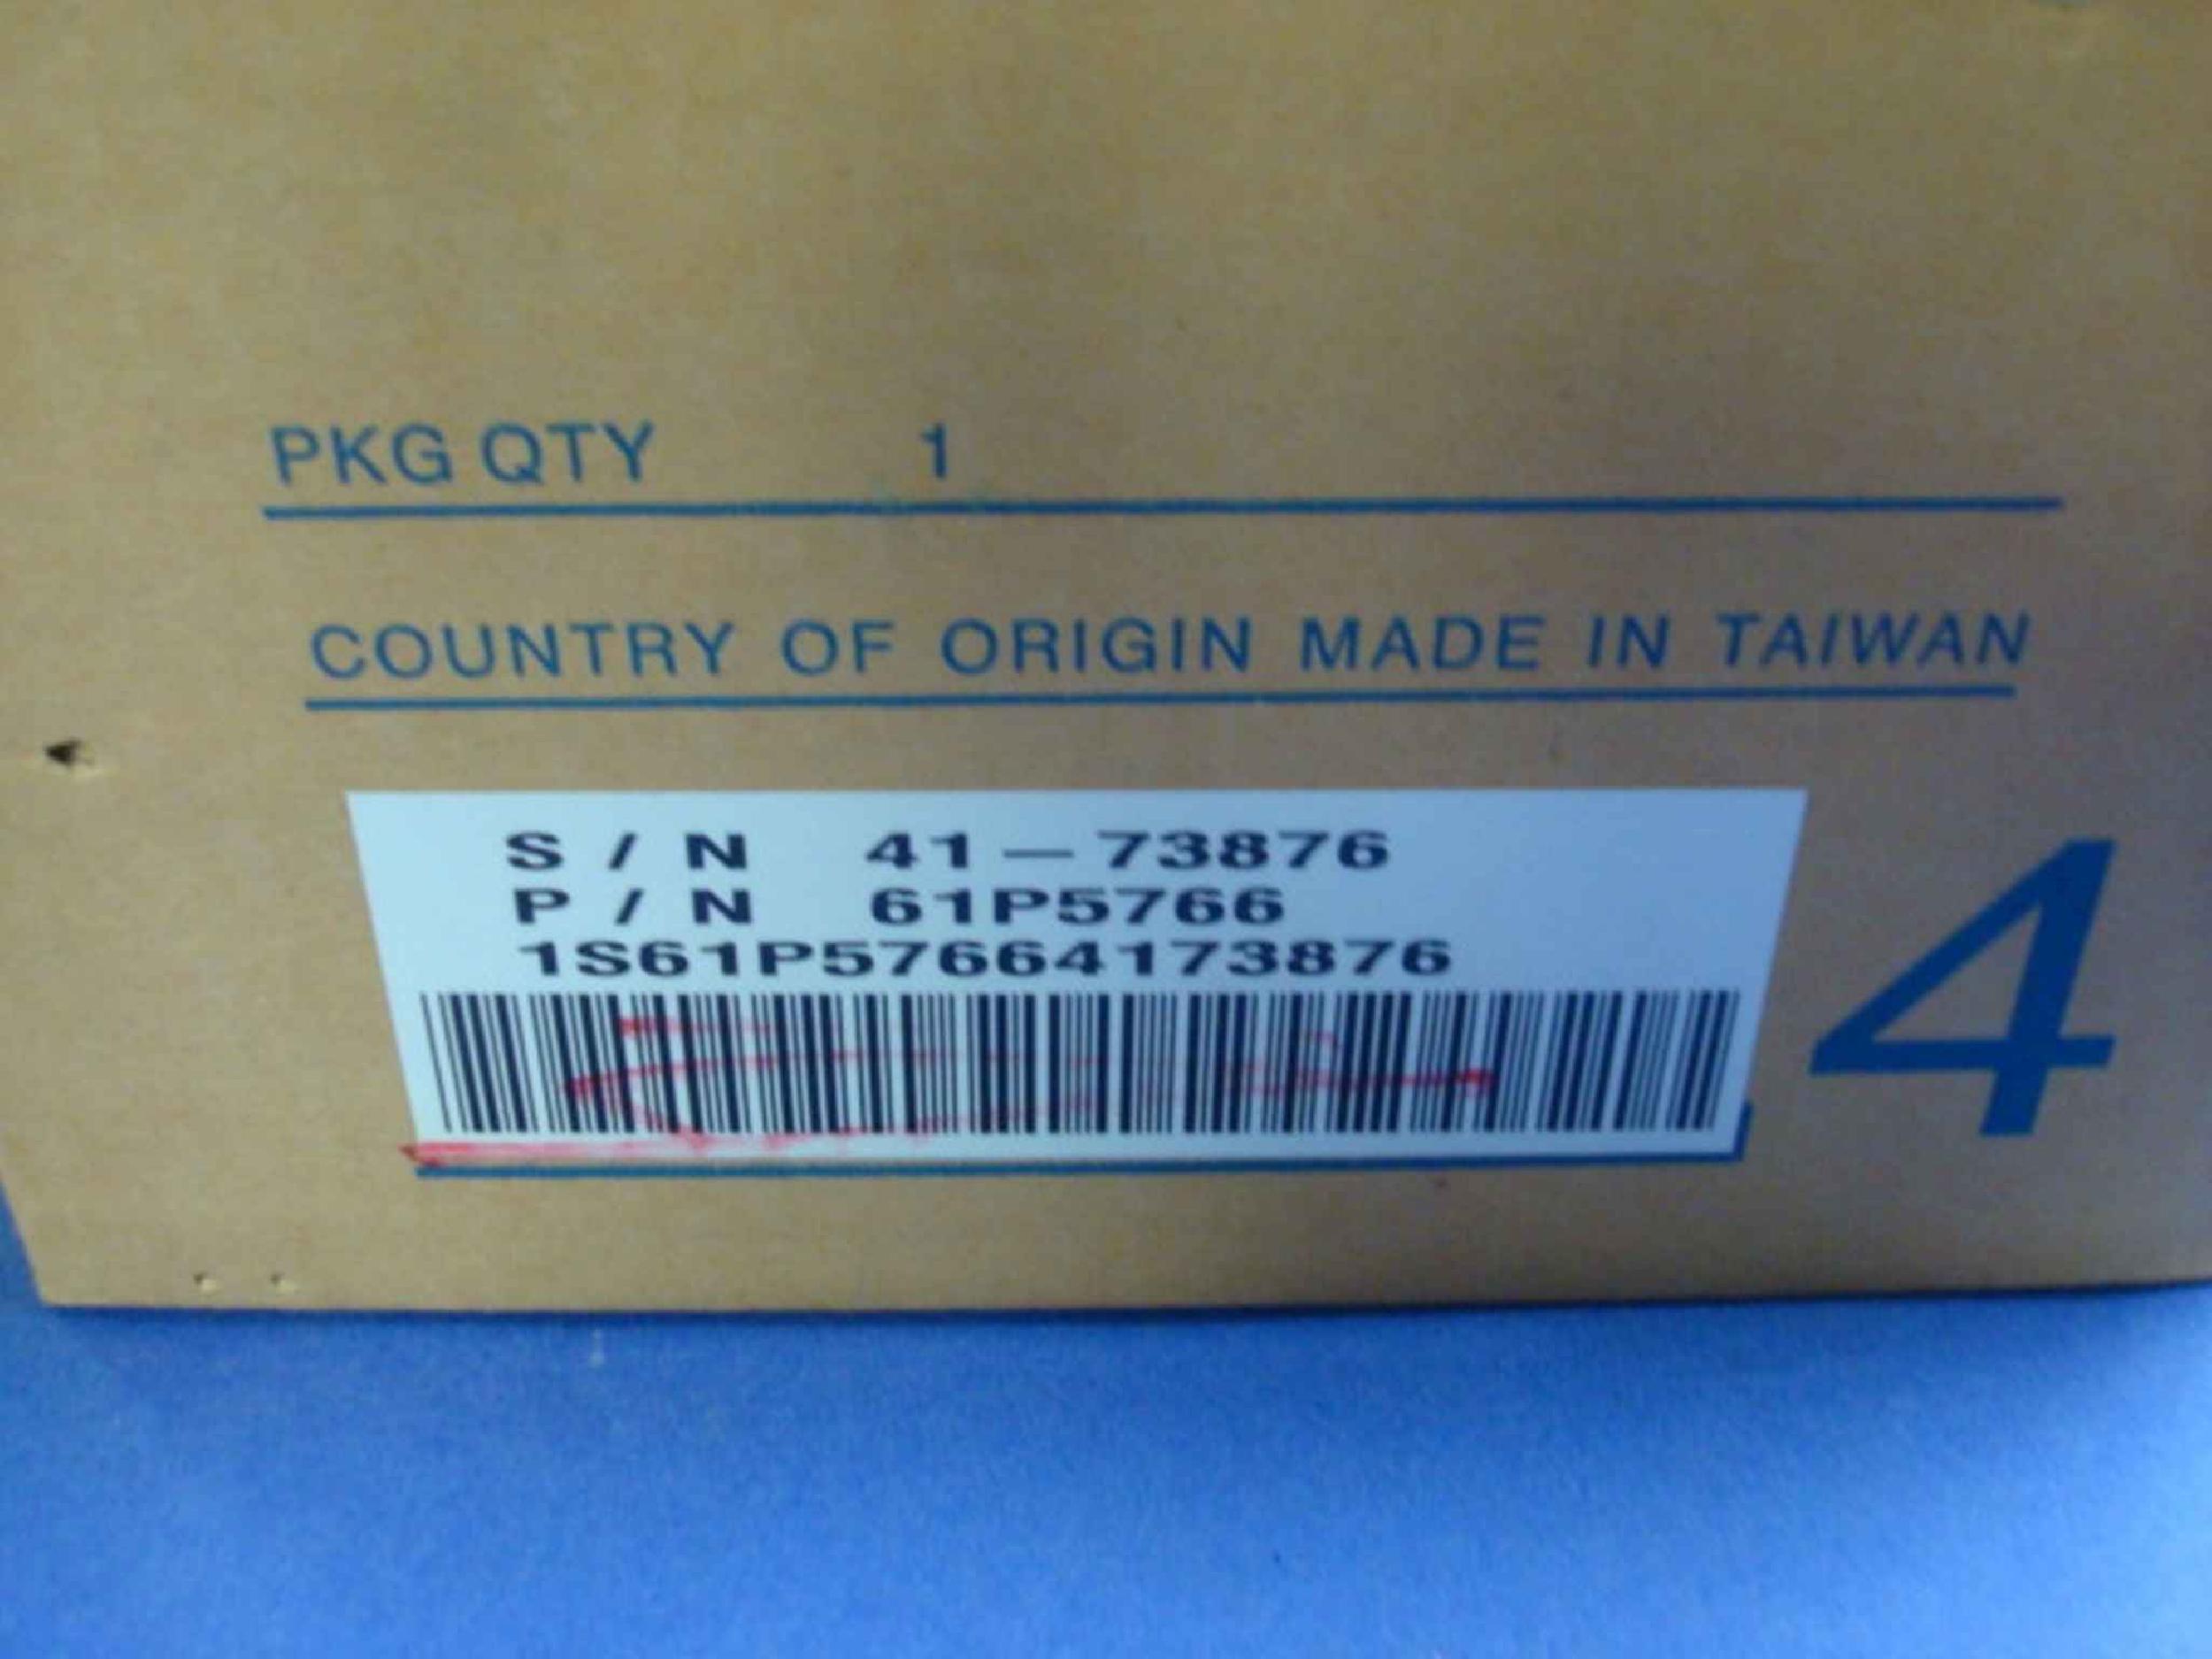 PKG QTY 1
COUNTRY OF ORIGIN MADE IN TAIWAN
S / N 41-73876
P / N 61P5766
1S61P57664173876
4